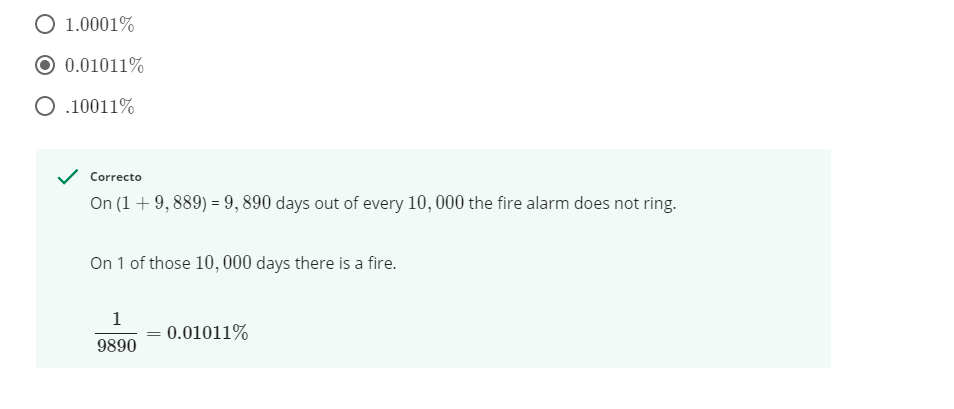 1.0001%
0.01011%
.10011%
Correcto
On (1 + 9, 889) = 9, 890 days out of every 10, 000 the fire alarm does not ring.
On 1 of those 10, 000 days there is a fire.
1
9890
= 0.01011%